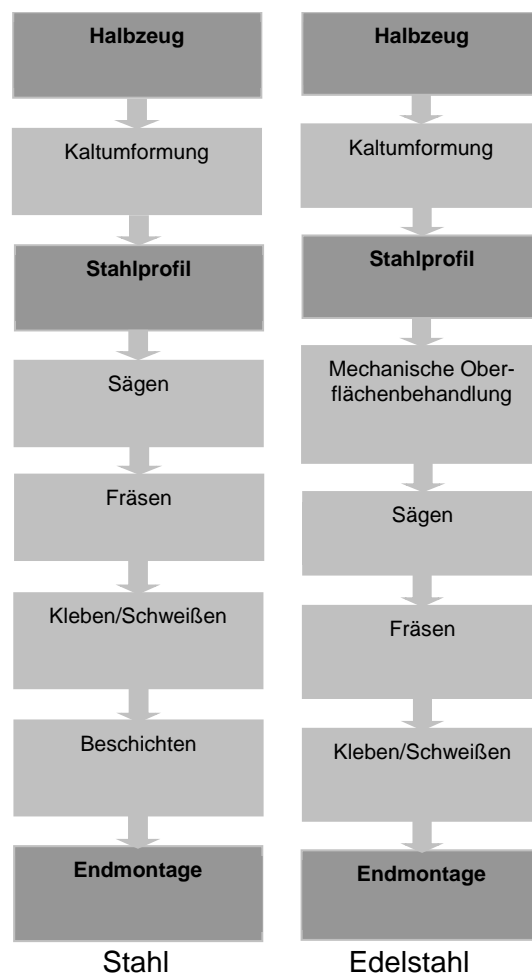 Halbzeug
Kaltumformung
Stahlprofil
Sägen
Fräsen
Kleben/Schweißen
Beschichten
Endmontage
Stahl
Halbzeug
Kaltumformung
Stahlprofil
Mechanische Ober-
flächenbehandlung
Sägen
Fräsen
Kleben/Schweißen
Endmontage
Edelstahl